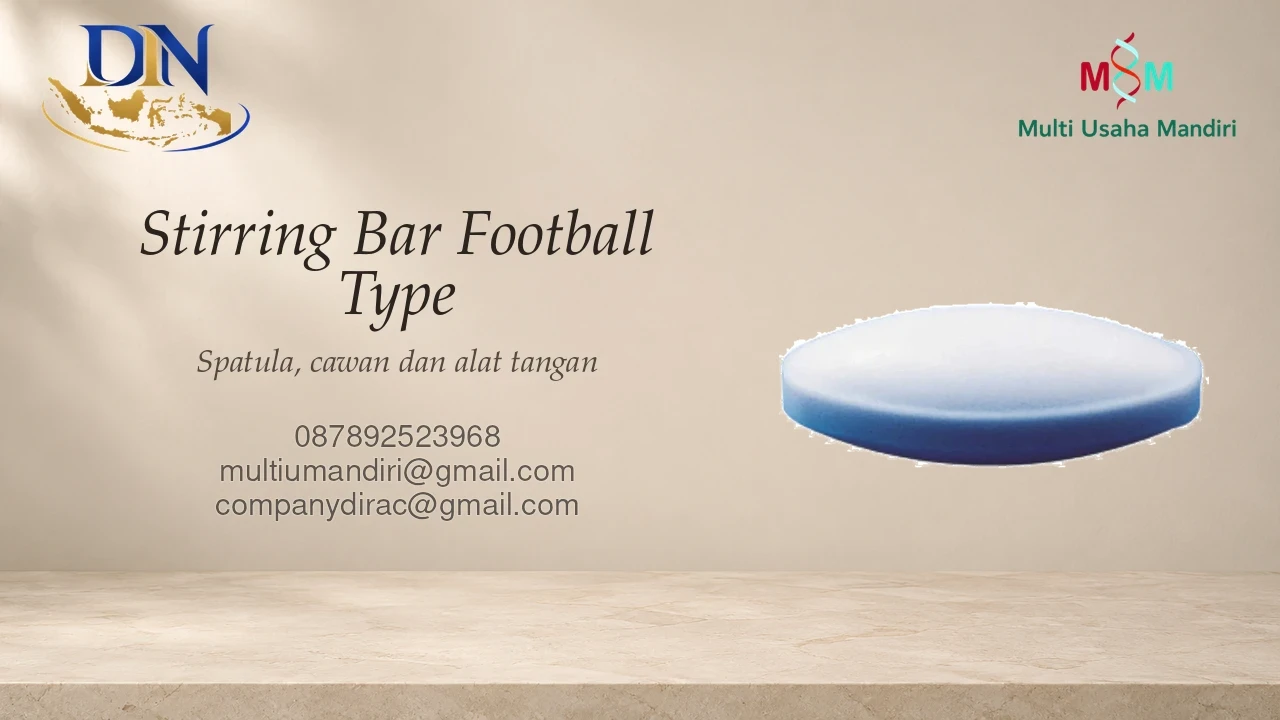 DN
M M
Multi Usaha Mandiri
Stirring Bar Football
Type
Spatula, cawan dan alat tangan
087892523968
multiumandiri@gmail.com
companydirac@gmail.com